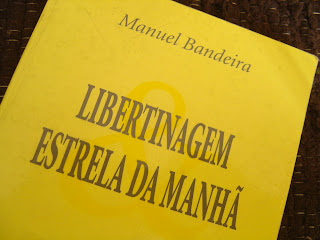 Manuel Bandeira
LIBERTINAGEM
&
ESTRELA DA MANHÃ